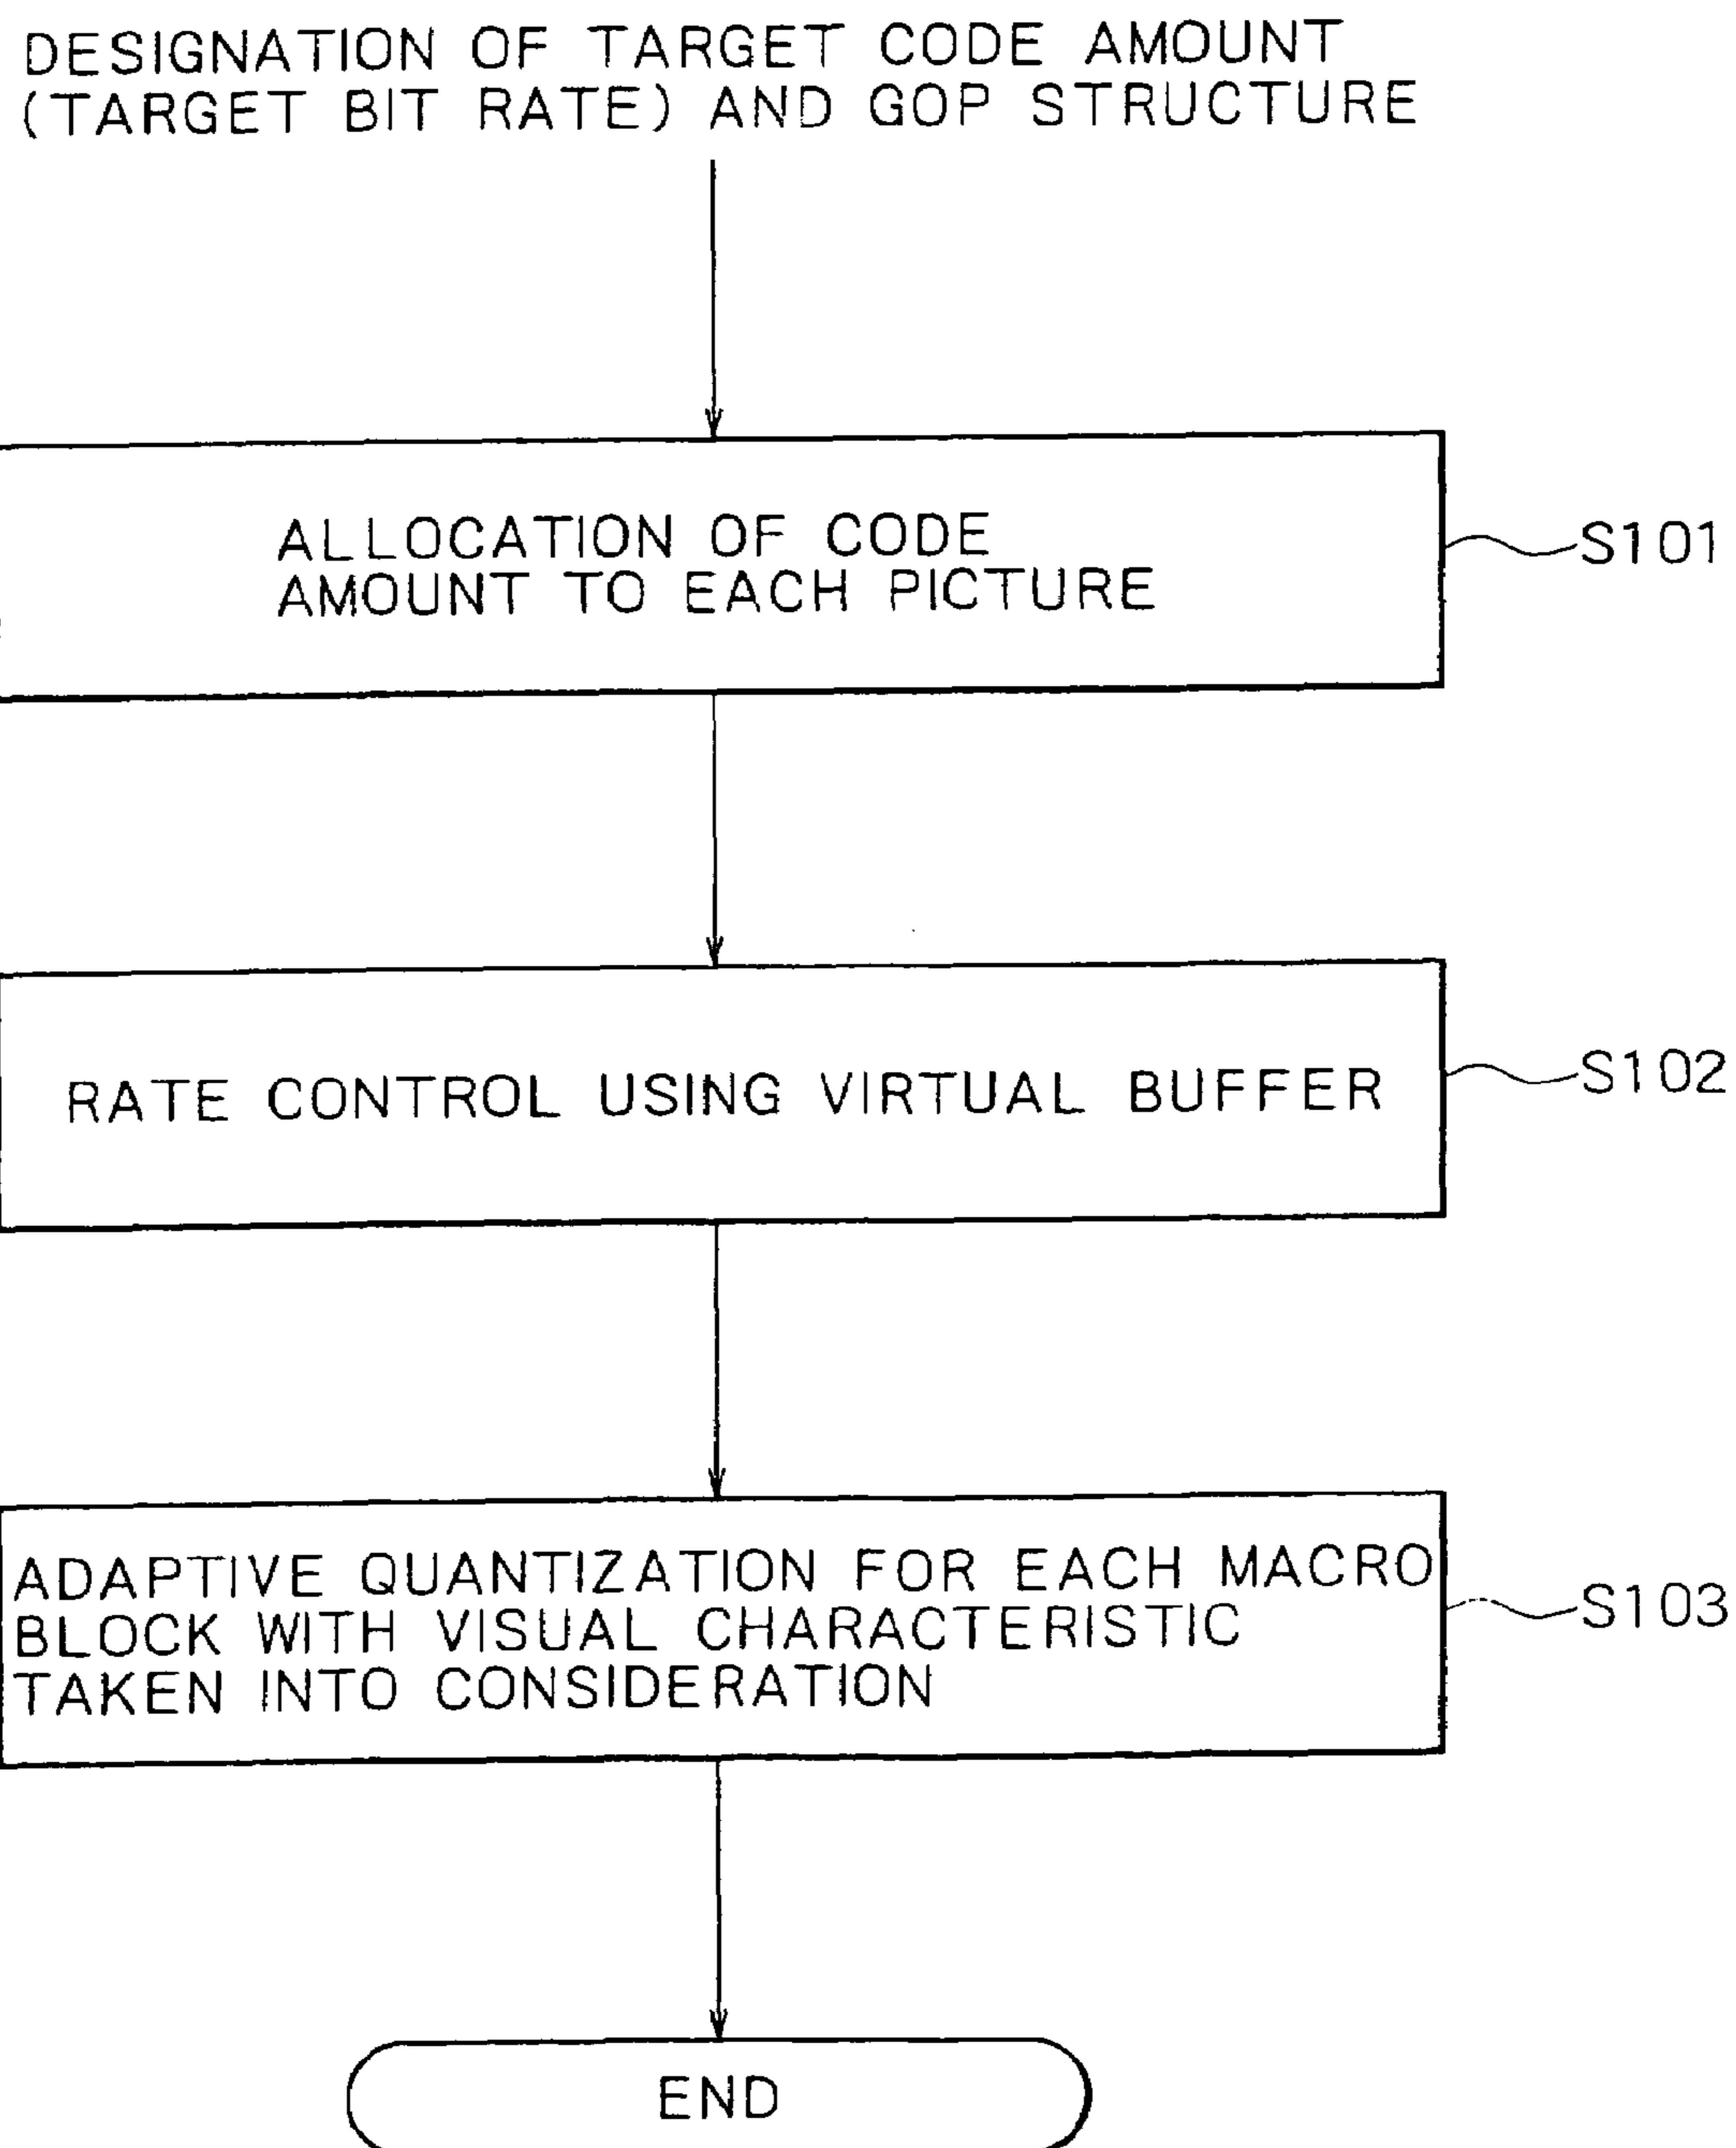 DESIGNATION OF TARGET CODE AMOUNT
(TARGET BIT RATE) AND GOP STRUCTURE
ALLOCATION OF CODE
AMOUNT TO EACH PICTURE
S101
RATE CONTROL USING VIRTUAL BUFFER
S102
ADAPTIVE QUANTIZATION FOR EACH MACRO
BLOCK WITH VISUAL CHARACTERISTIC
TAKEN INTO CONSIDERATION
S103
END